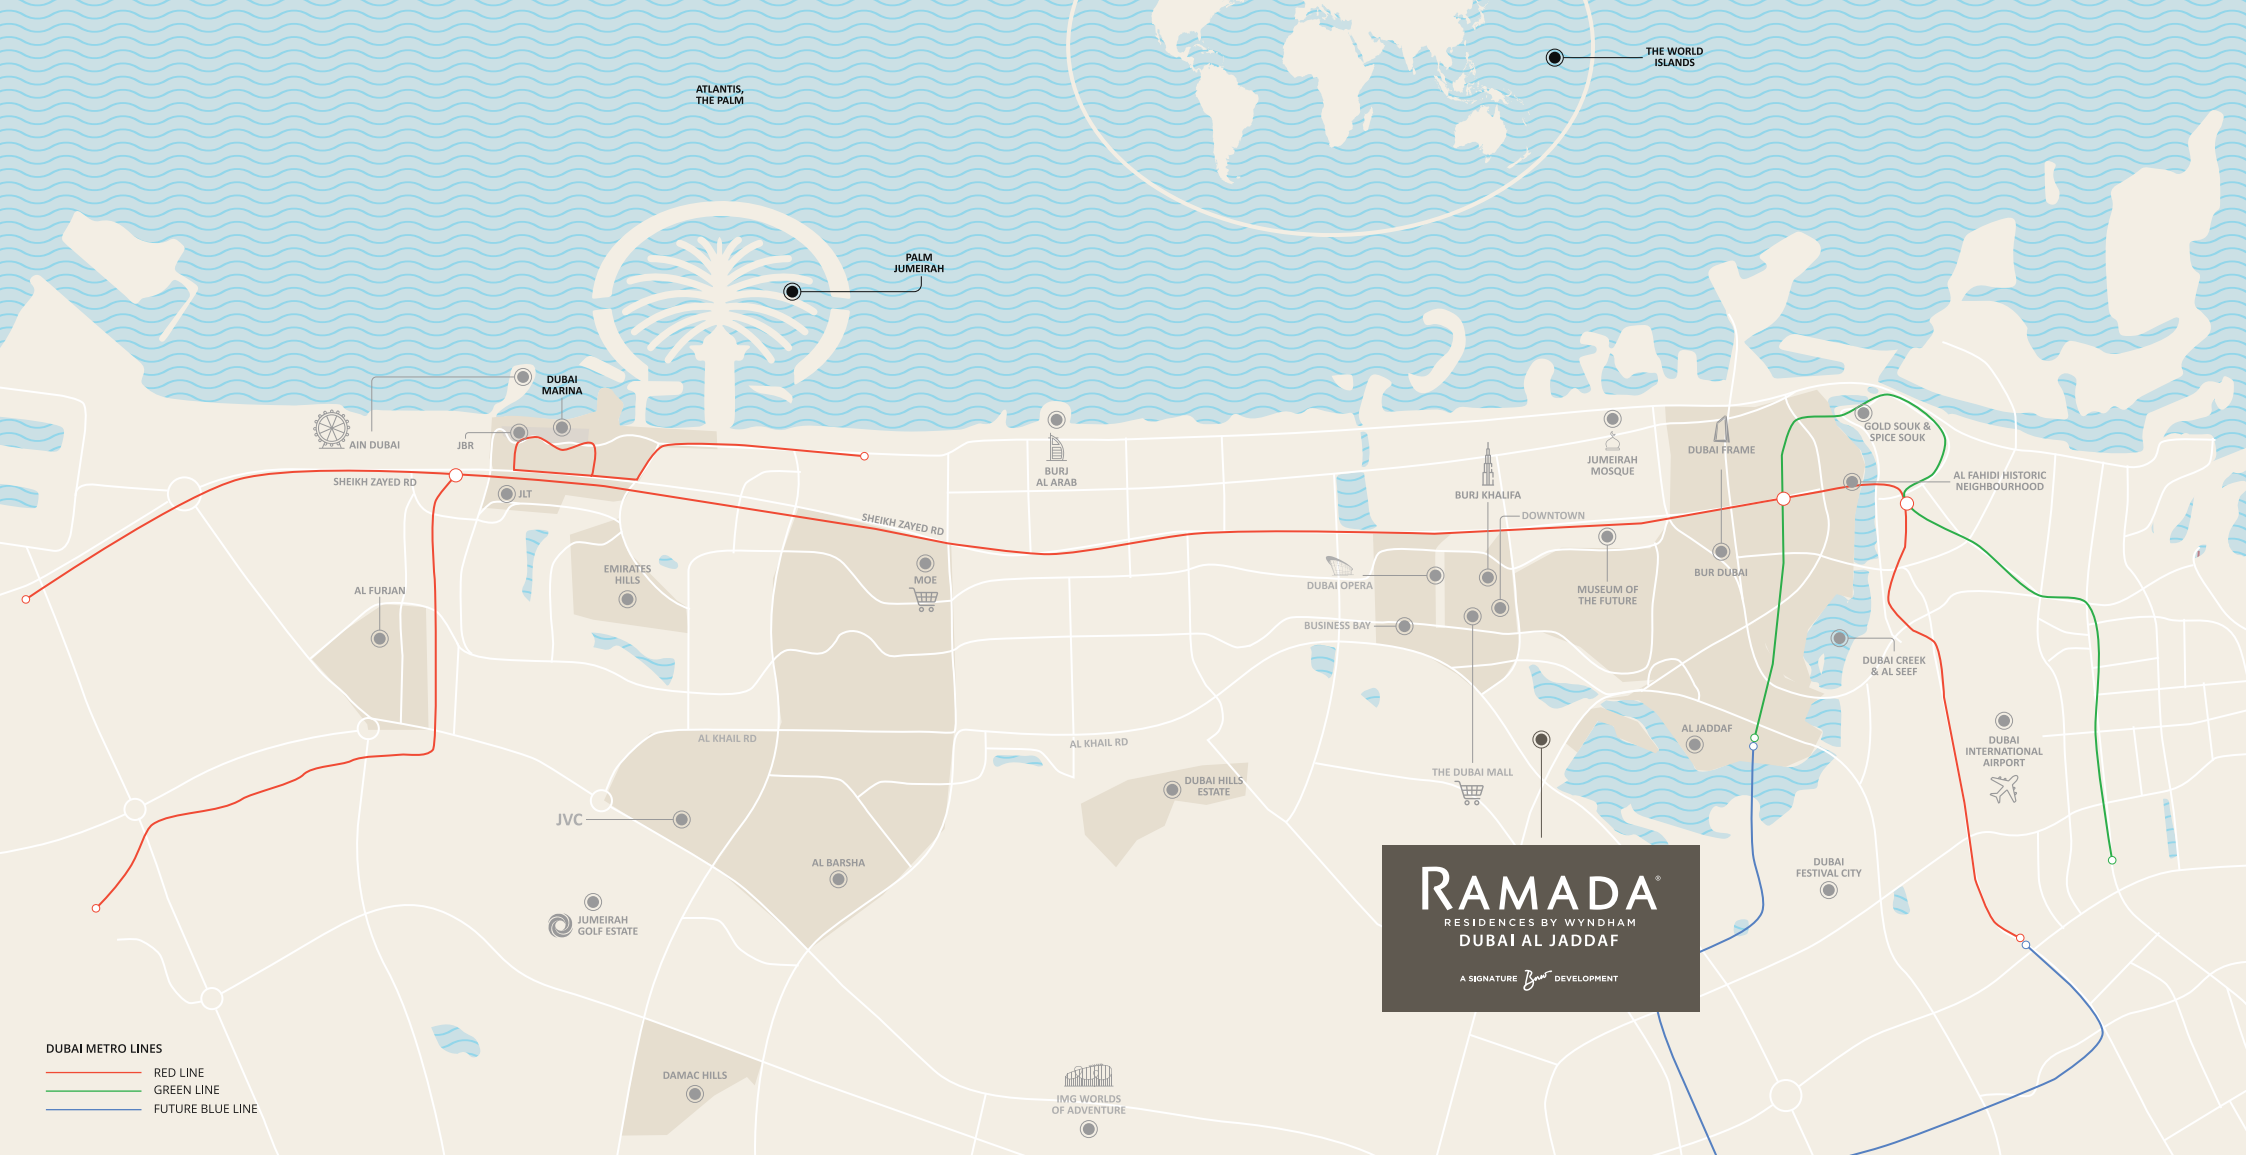 THE WORLD
ISLANDS
ATLANTIS,
THE PALM
PALM
JUMEIRAH
DUBAI
MARINA
AIN DUBAI
JBR
SHEIKH ZAYED RD
JLT
BURJ
AL ARAB
SHEIKH ZAYED RD
JUMEIRAH
MOSQUE
DUBAI FRAME
GOLD SOUK &
SPICE SOUK
AL FAHIDI HISTORIC
NEIGHBOURHOOD
BURJ KHALIFA
DOWNTOWN
EMIRATES
HILLS
MOE
AL FURJAN
DUBAI OPERA
BUSINESS BAY
MUSEUM OF
THE FUTURE
BUR DUBAI
DUBAI CREEK
& AL SEEF
AL KHAIL RD
AL KHAIL RD
AL JADDAF
DUBAI
INTERNATIONAL
AIRPORT
THE DUBAI MALL
DUBAI HILLS
ESTATE
JVC
AL BARSHA
DUBAI
FESTIVAL CITY
JUMEIRAH
GOLF ESTATE
RAMADA®
RESIDENCES BY WYNDHAM
DUBAI AL JADDAF
A SIGNATURE BNW DEVELOPMENT
DAMAC HILLS
IMG WORLDS
OF ADVENTURE
DUBAI METRO LINES
RED LINE
GREEN LINE
FUTURE BLUE LINE